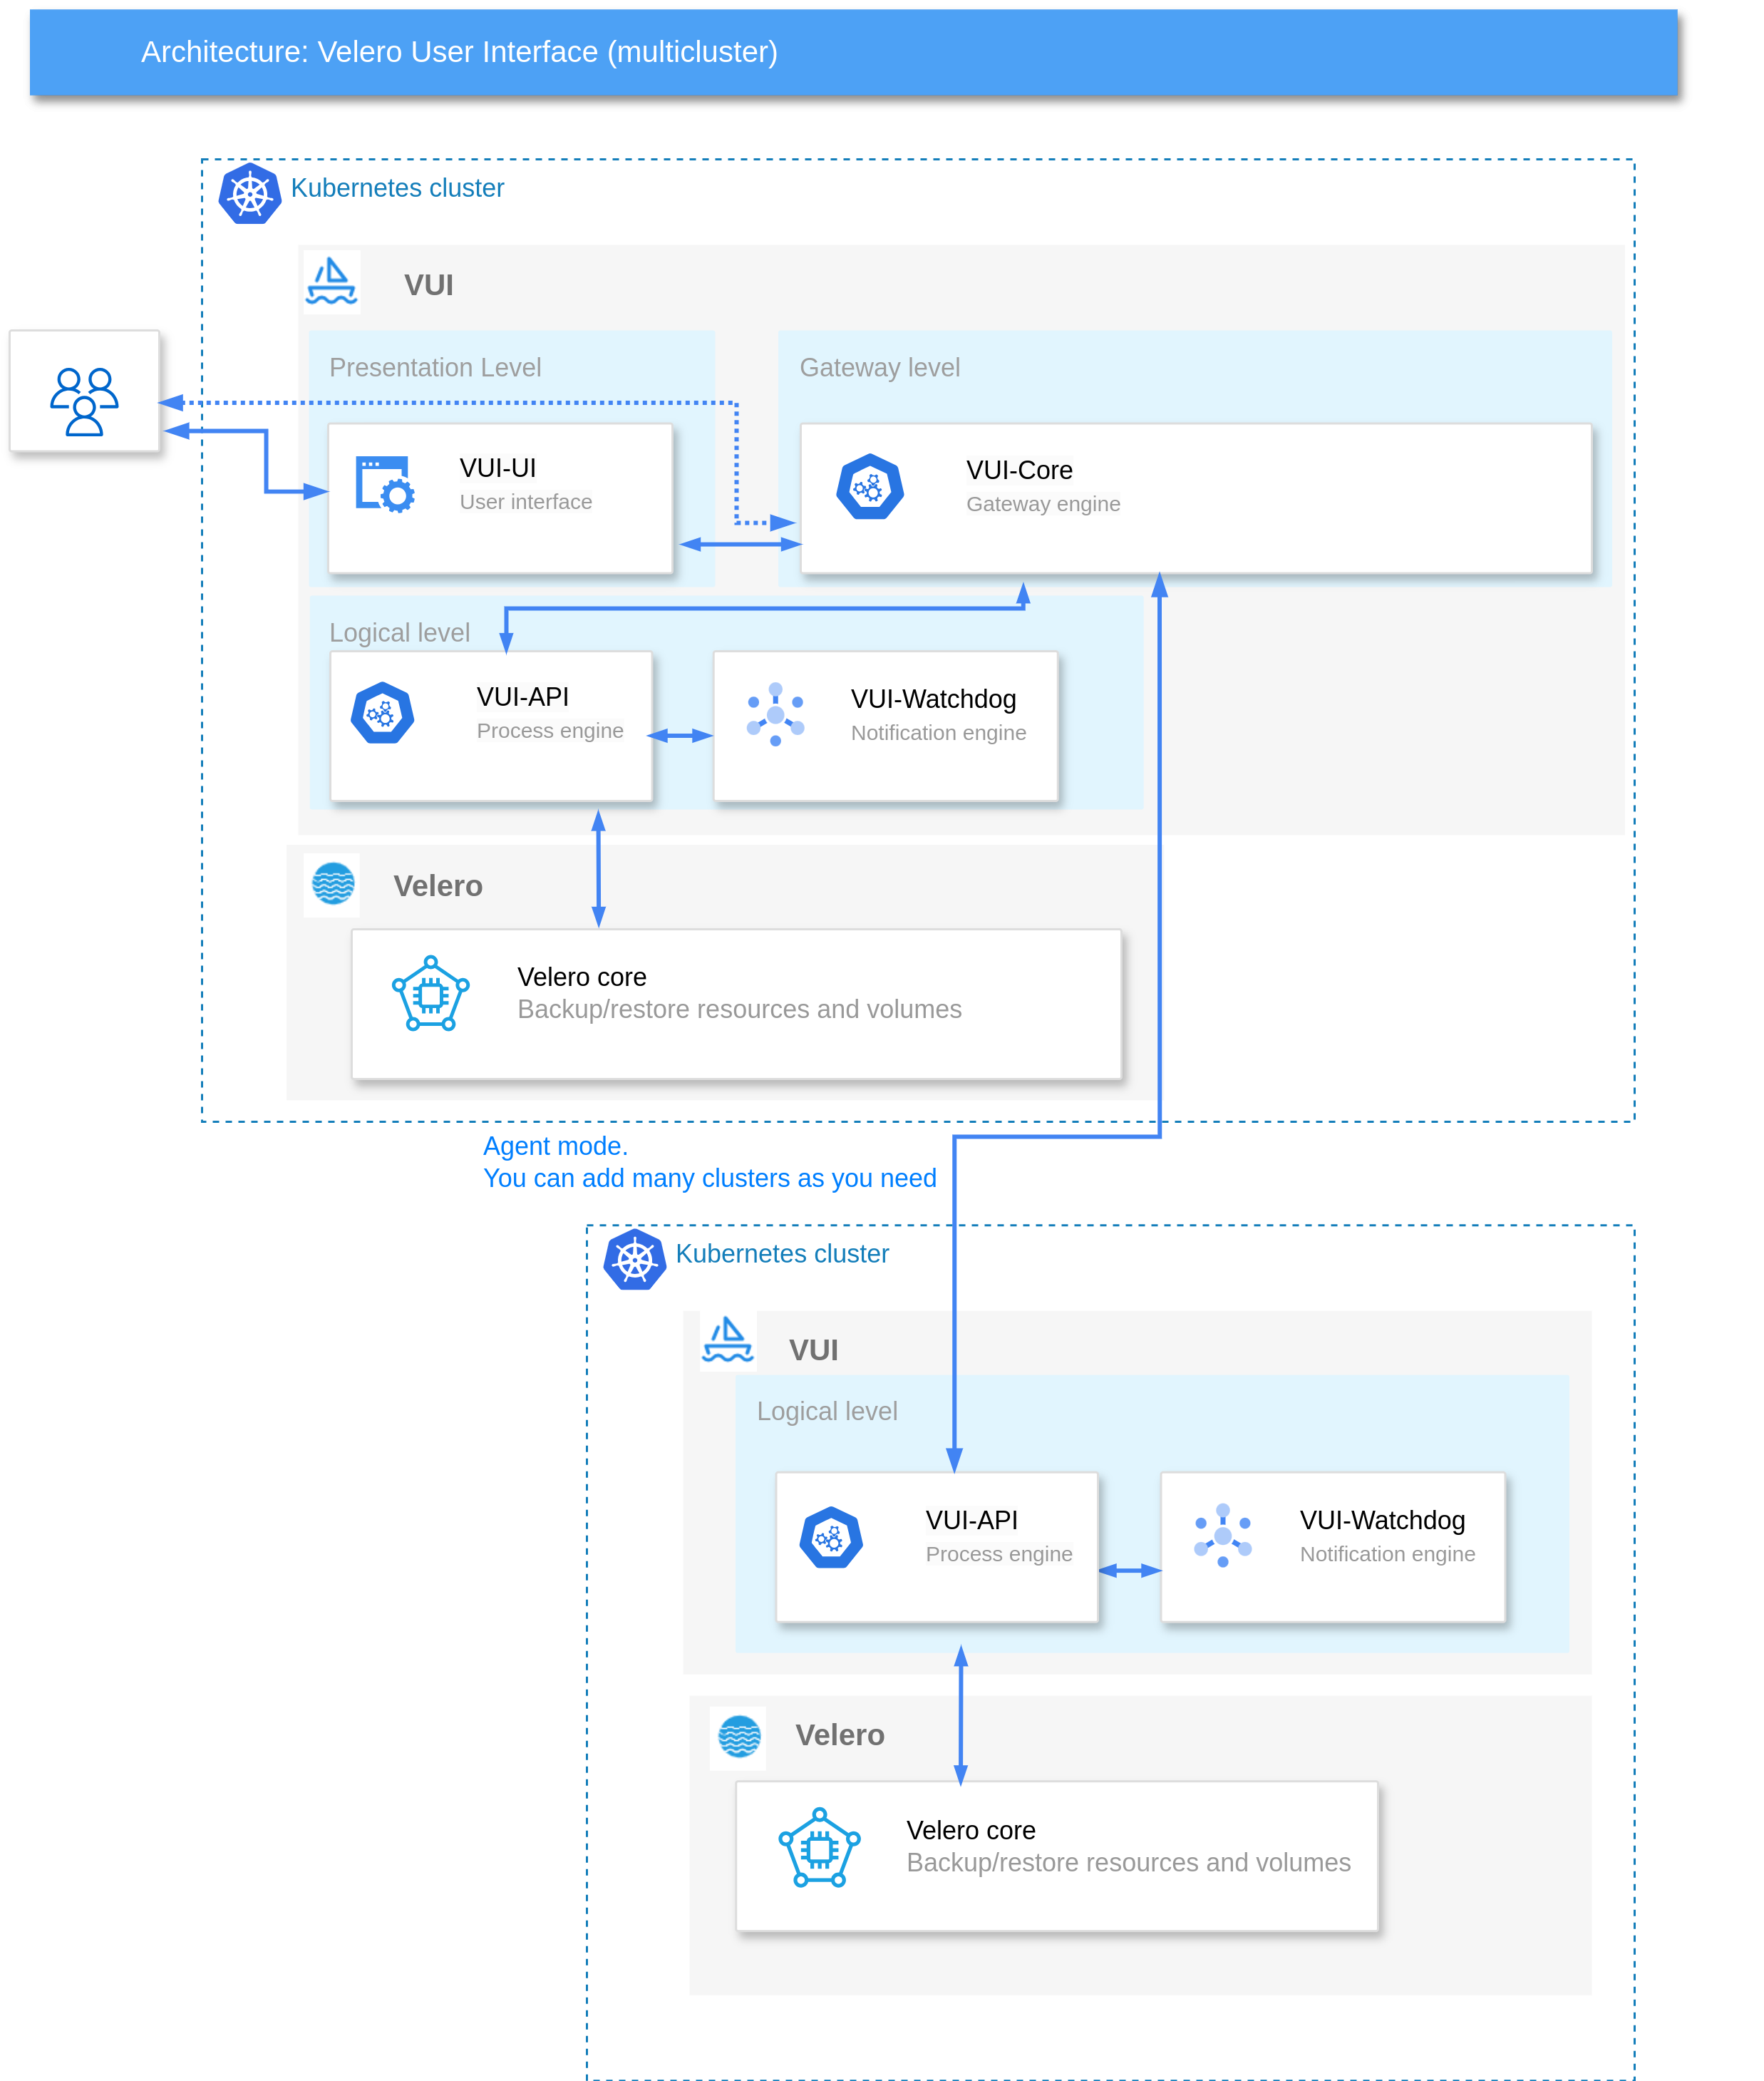 Architecture: Velero User Interface (multicluster)
Kubernetes cluster
VUI
Presentation Level
Gateway level
VUI-UI
User interface
VUI-Core
Gateway engine
Logical level
VUI-API
Process engine
VUI-Watchdog
Notification engine
Velero
Velero core
Backup/restore resources and volumes
Agent mode.
You can add many clusters as you need
Kubernetes cluster
VUI
Logical level
VUI-API
Process engine
VUI-Watchdog
Notification engine
Velero
Velero core
Backup/restore resources and volumes